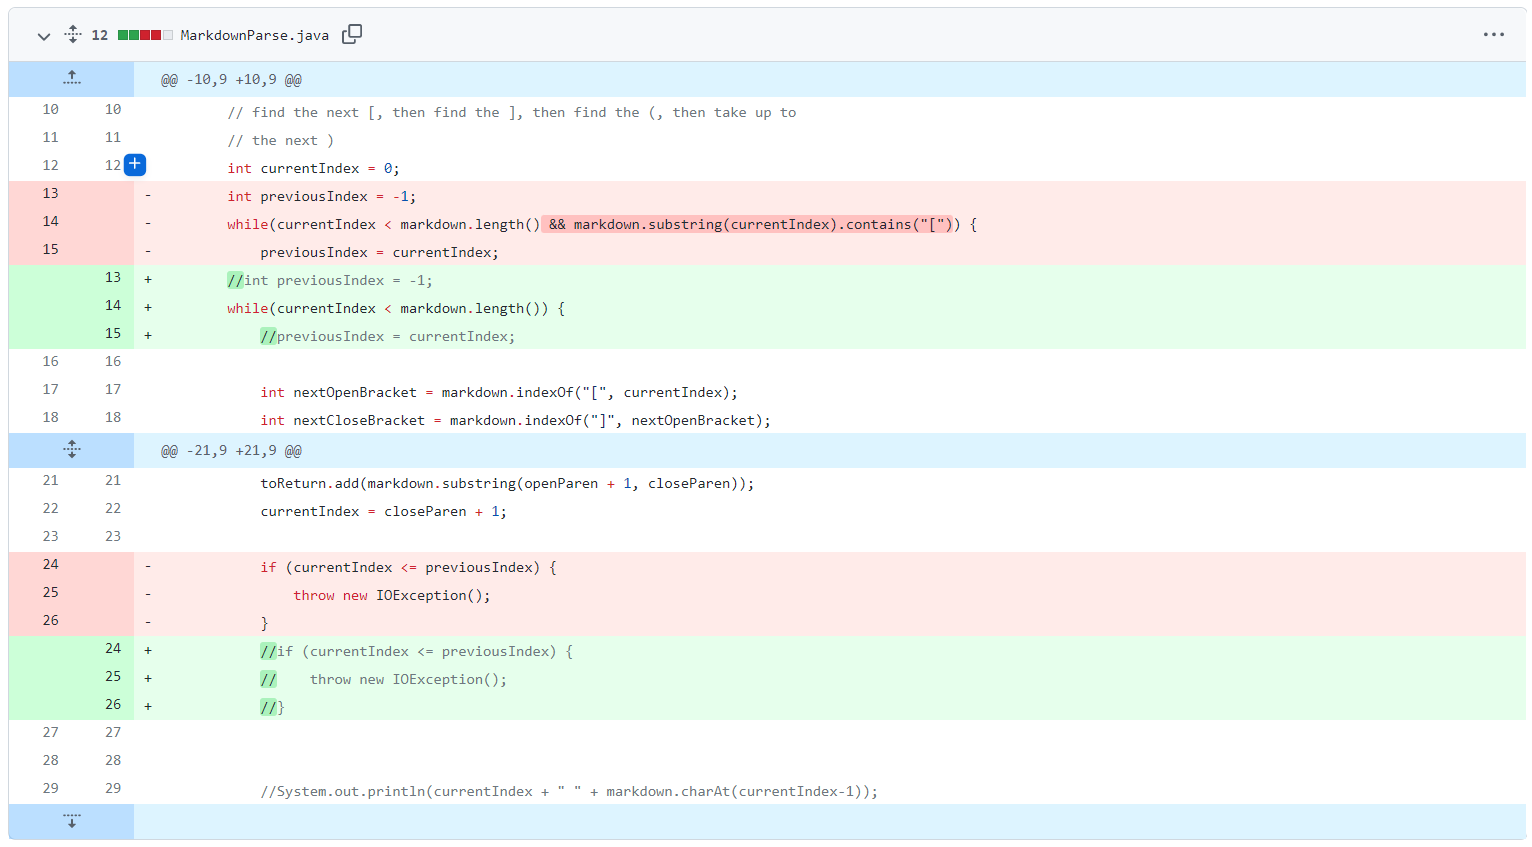 12 MarkdownParse.java
@@ -10,9 +10,9 @@
10 10 // find the next [, then find the ], then find the (, then take up to
11 11 // the next )
12 12 int currentIndex = 0;
13 - int previousIndex = -1;
14 - while(currentIndex < markdown.length() && markdown.substring(currentIndex).contains("[")) {
15 - previousIndex = currentIndex;
13 + //int previousIndex = -1;
14 + while(currentIndex < markdown.length()) {
15 + //previousIndex = currentIndex;
16 16
17 17 int nextOpenBracket = markdown.indexOf("[", currentIndex);
18 18 int nextCloseBracket = markdown.indexOf("]", nextOpenBracket);
@@ -21,9 +21,9 @@
21 21 toReturn.add(markdown.substring(openParen + 1, closeParen));
22 22 currentIndex = closeParen + 1;
23 23
24 - if (currentIndex <= previousIndex) {
25 - throw new IOException();
26 - }
24 + //if (currentIndex <= previousIndex) {
25 + // throw new IOException();
26 + //}
27 27
28 28
29 29 //System.out.println(currentIndex + " " + markdown.charAt(currentIndex-1));